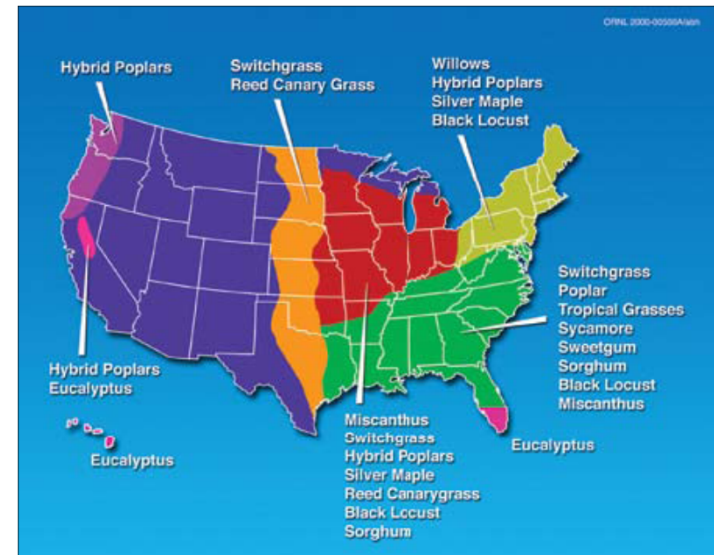 ORNL 2000-00500A/abh
Hybrid Poplars
Switchgrass
Reed Canary Grass
Willows
Hybrid Poplars
Silver Maple
Black Locust
Switchgrass
Poplar
Tropical Grasses
Sycamore
Sweetgum
Sorghum
Black Locust
Miscanthus
Hybrid Poplars
Eucalyptus
Eucalyptus
Miscanthus
Switchgrass
Hybrid Poplars
Silver Maple
Reed Canarygrass
Black Locust
Sorghum
Eucalyptus